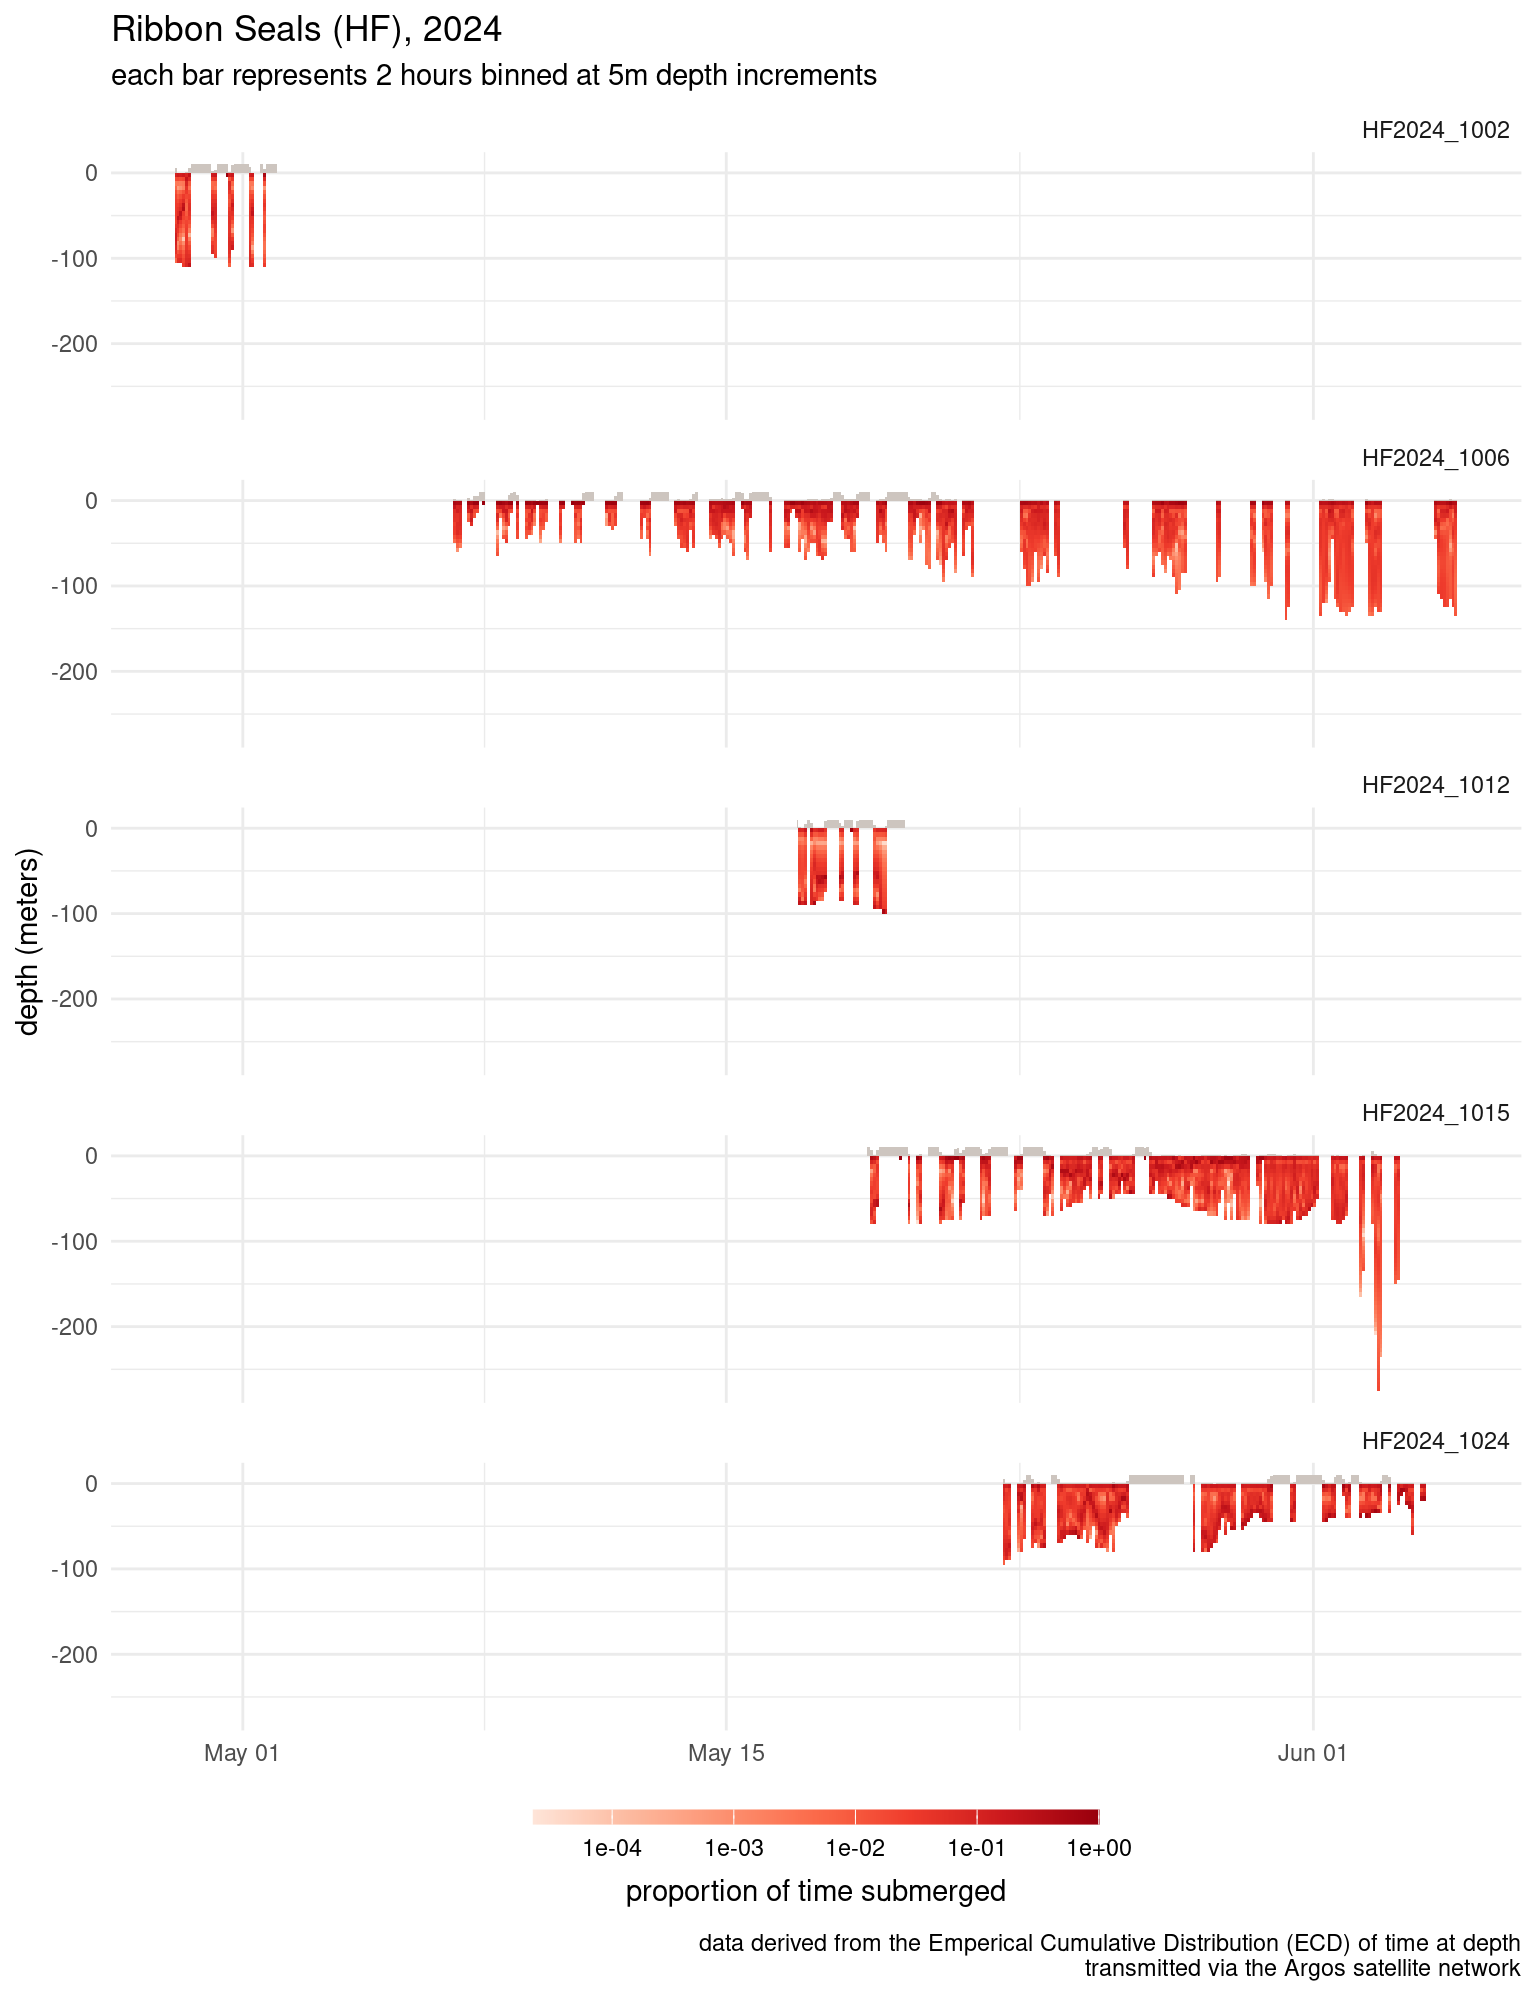 Ribbon Seals (HF), 2024
each bar represents 2 hours binned at 5m depth increments
HF2024_1002
0
-100
-200
HF2024_1006
0
-100
-200
HF2024_1012
0
-100
-200
depth (meters)
HF2024_1015
0
-100
-200
HF2024_1024
0
-100
-200
May 01 May 15 Jun 01
1e-04 1e-03 1e-02 1e-01 1e+00
proportion of time submerged
data derived from the Emperical Cumulative Distribution (ECD) of time at depth
transmitted via the Argos satellite network